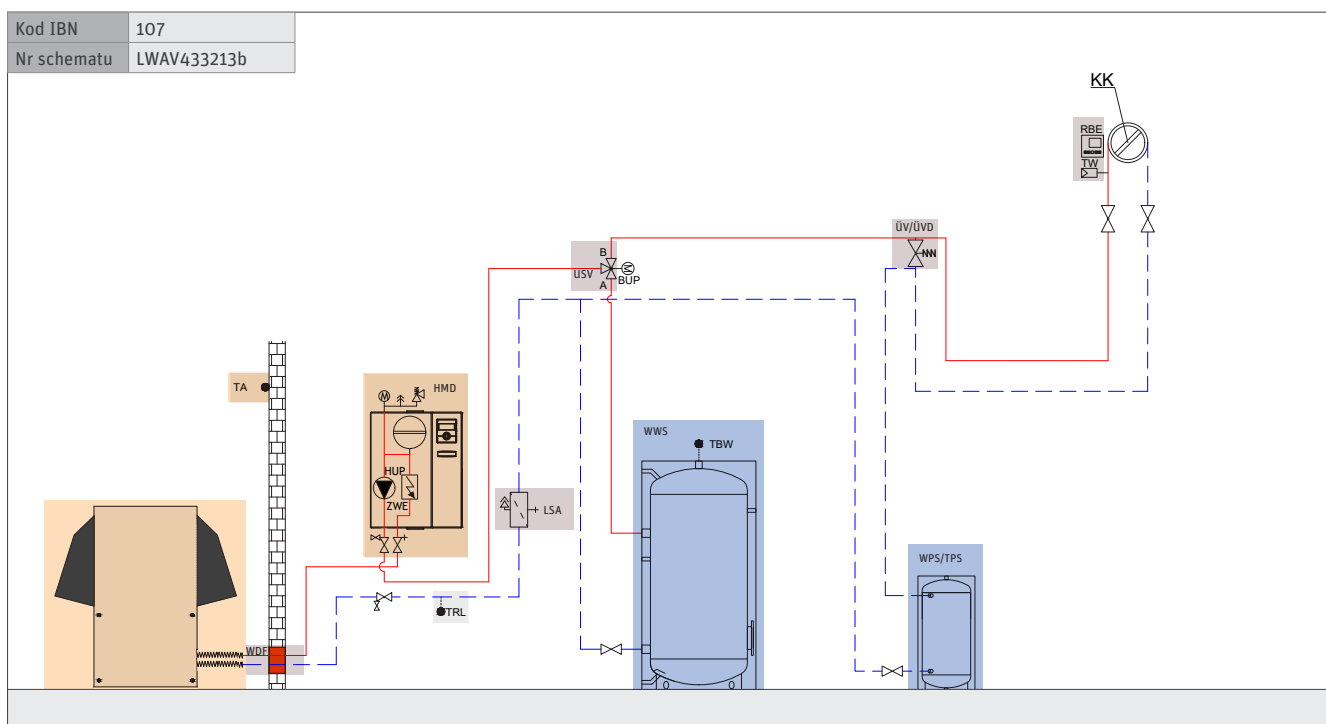 Kod IBN 107
Nr schematu LWAV433213b
KK
RBE
TW
ÜV/ÜVD
B
USV
M
BUP
A
TA
M
HMD
WWS
TBW
HUP
ZWE
LSA
WPS/TPS
TRL
WDF